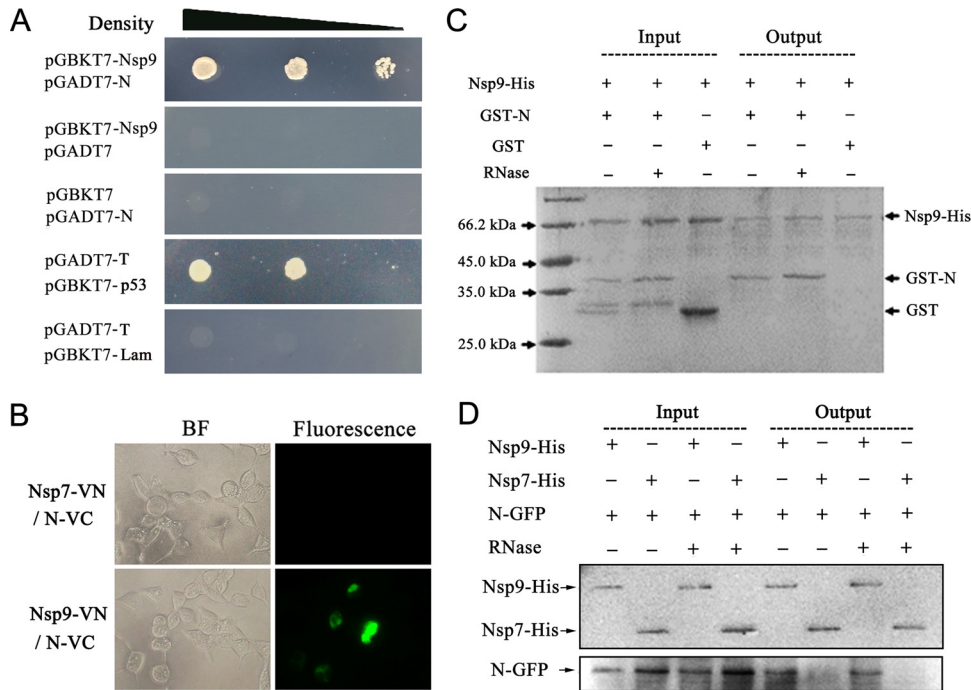 A
Density
pGBKT7-Nsp9
pGADT7-N
pGBKT7-Nsp9
pGADT7
pGBKT7
pGADT7-N
pGADT7-T
pGBKT7-p53
pGADT7-T
pGBKT7-Lam
B
BF Fluorescence
Nsp7-VN
/ N-VC
Nsp9-VN
/ N-VC
C
Input Output
Nsp9-His + + + + + +
GST-N + + - + + -
GST - - + - - +
RNase - + - - + -
66.2 kDa
45.0 kDa
35.0 kDa
25.0 kDa
Nsp9-His
GST-N
GST
D
Input Output
Nsp9-His + - + - + - + -
Nsp7-His - + - + - + - +
N-GFP + + + + + + + +
RNase - - + + - - + +
Nsp9-His
Nsp7-His
N-GFP